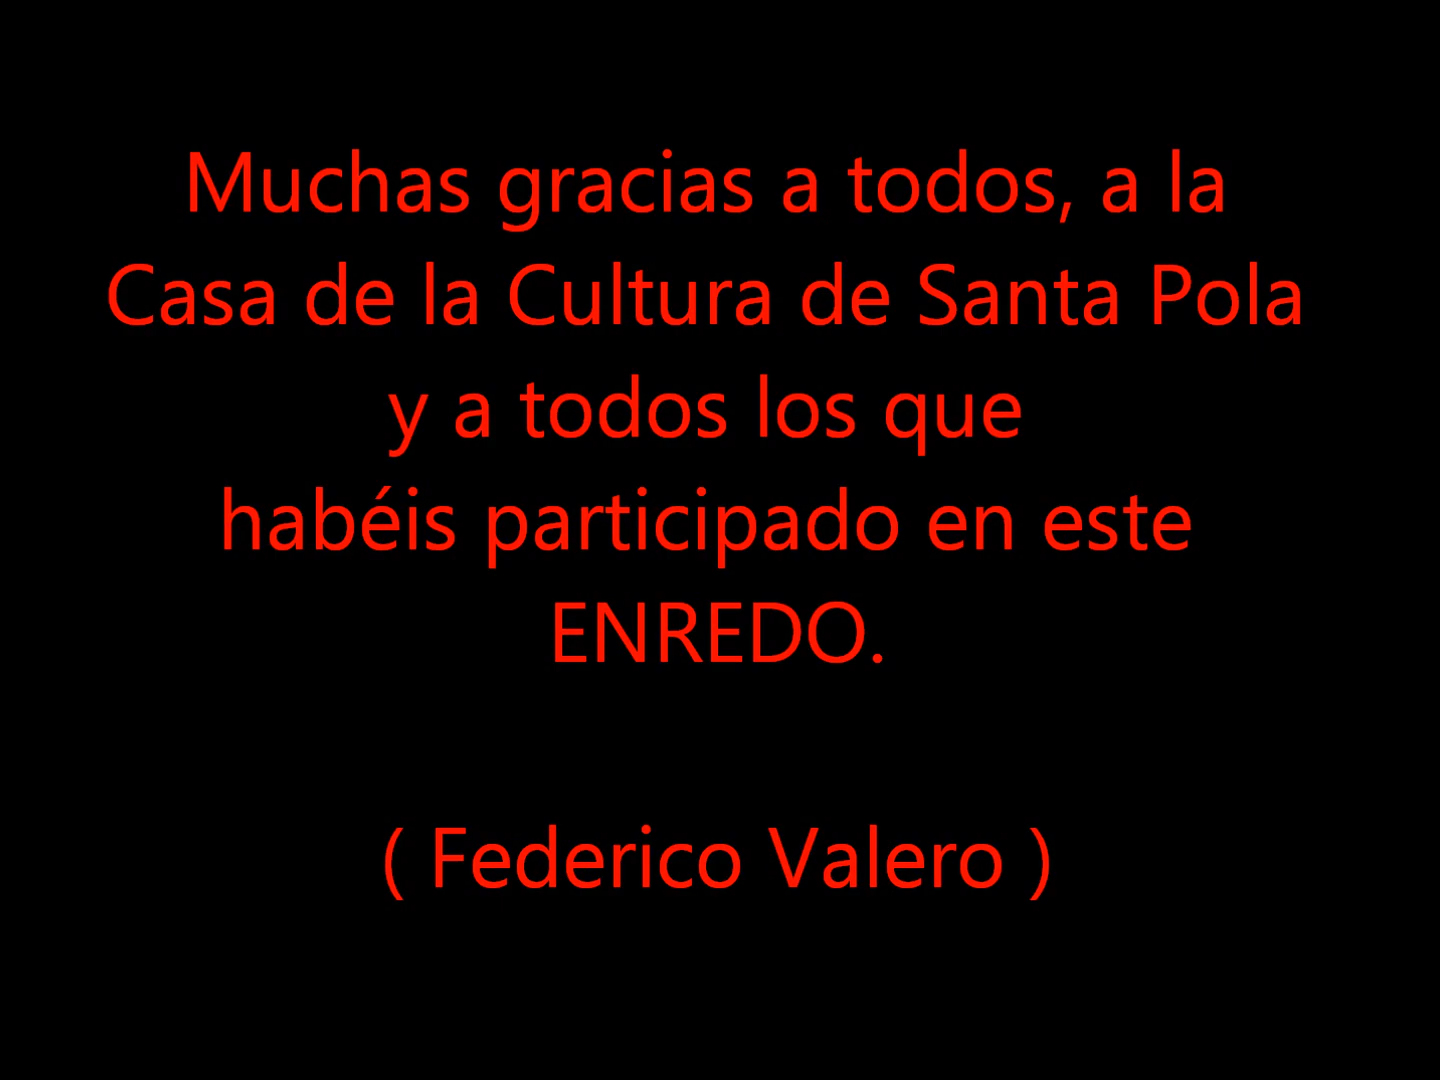 Muchas gracias a todos, a la
Casa de la Cultura de Santa Pola
y a todos los que
habéis participado en este
ENREDO.
( Federico Valero )